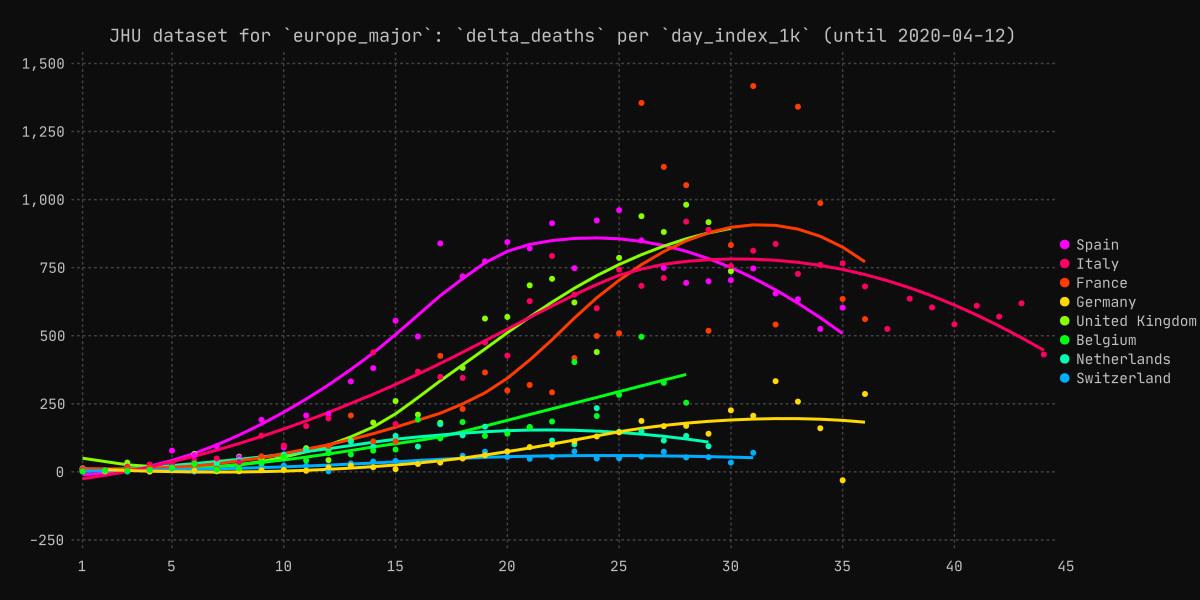 JHU dataset for `europe_major`: `delta_deaths` per `day_index_1k` (until 2020-04-12)
1,500
1,250
1,000
750
500
250
0
−250
1 5 10 15 20 25 30 35 40 45
Spain
Italy
France
Germany
United Kingdom
Belgium
Netherlands
Switzerland